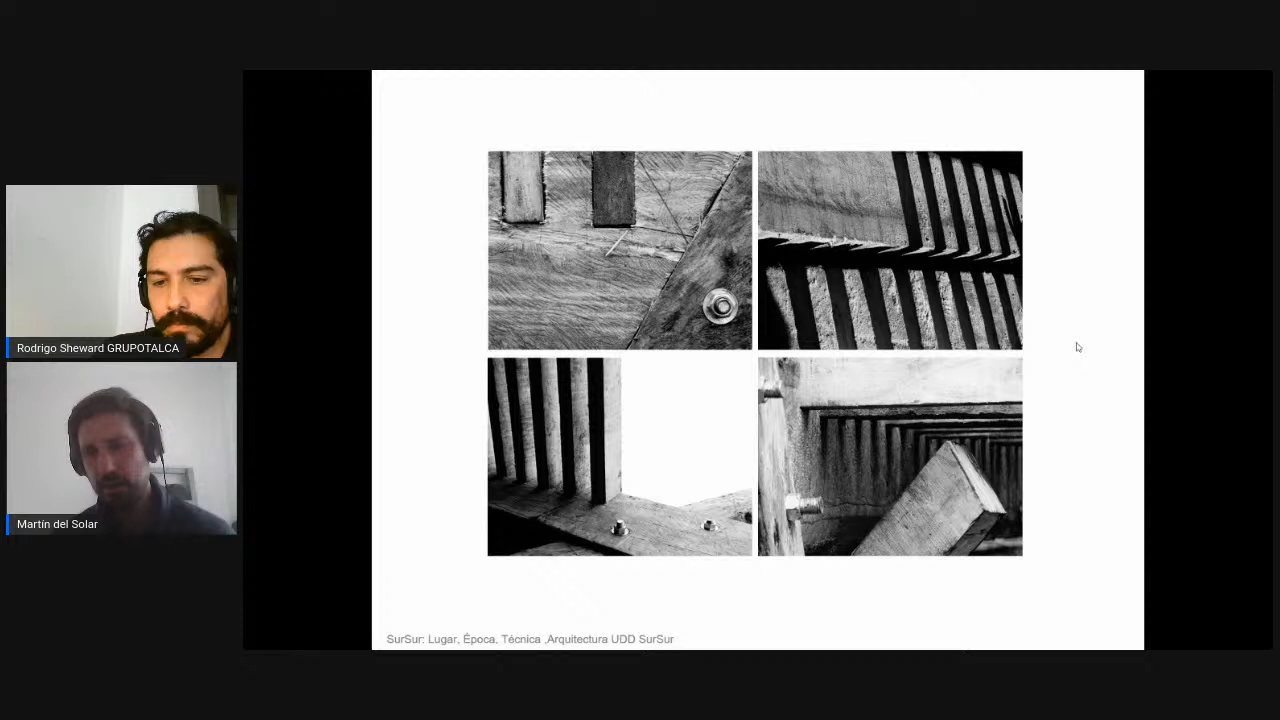 Rodrigo Sheward GRUPOTALCA
Martín del Solar
SurSur: Lugar, Época, Técnica ,Arquitectura UDD SurSur